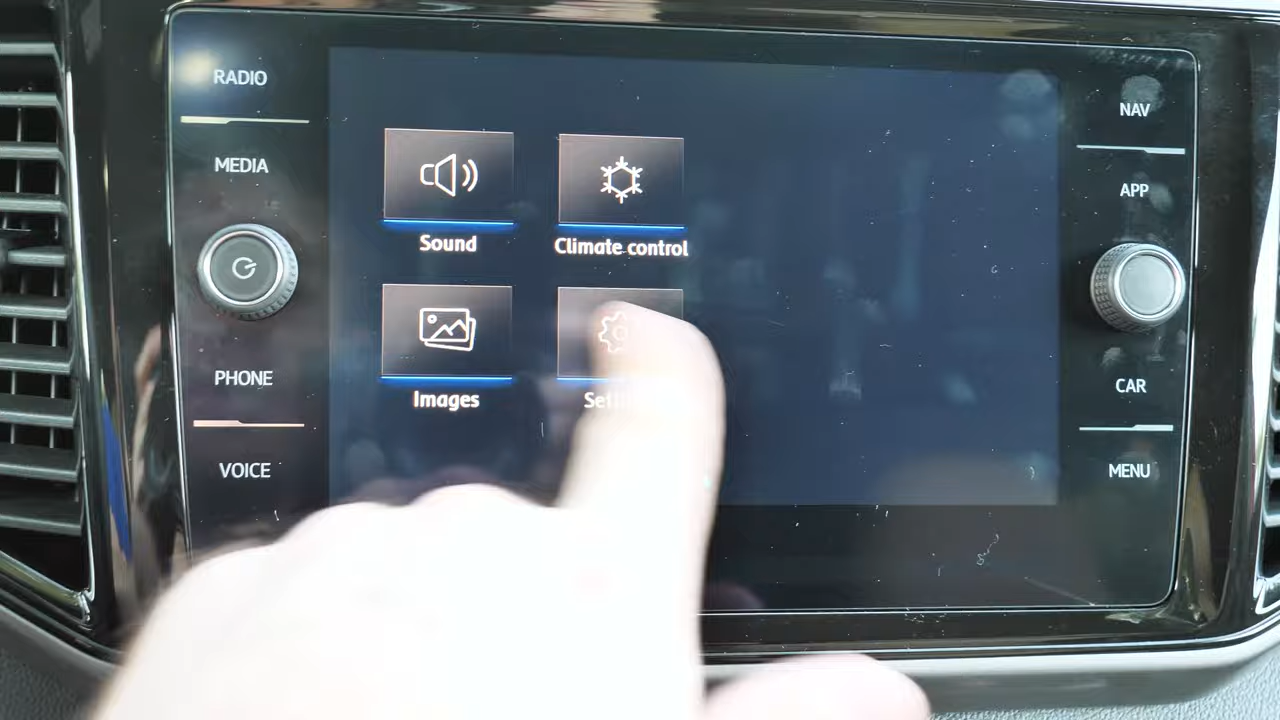 RADIO
MEDIA
PHONE
VOICE
Sound
Climate control
Images
NAV
APP
CAR
MENU